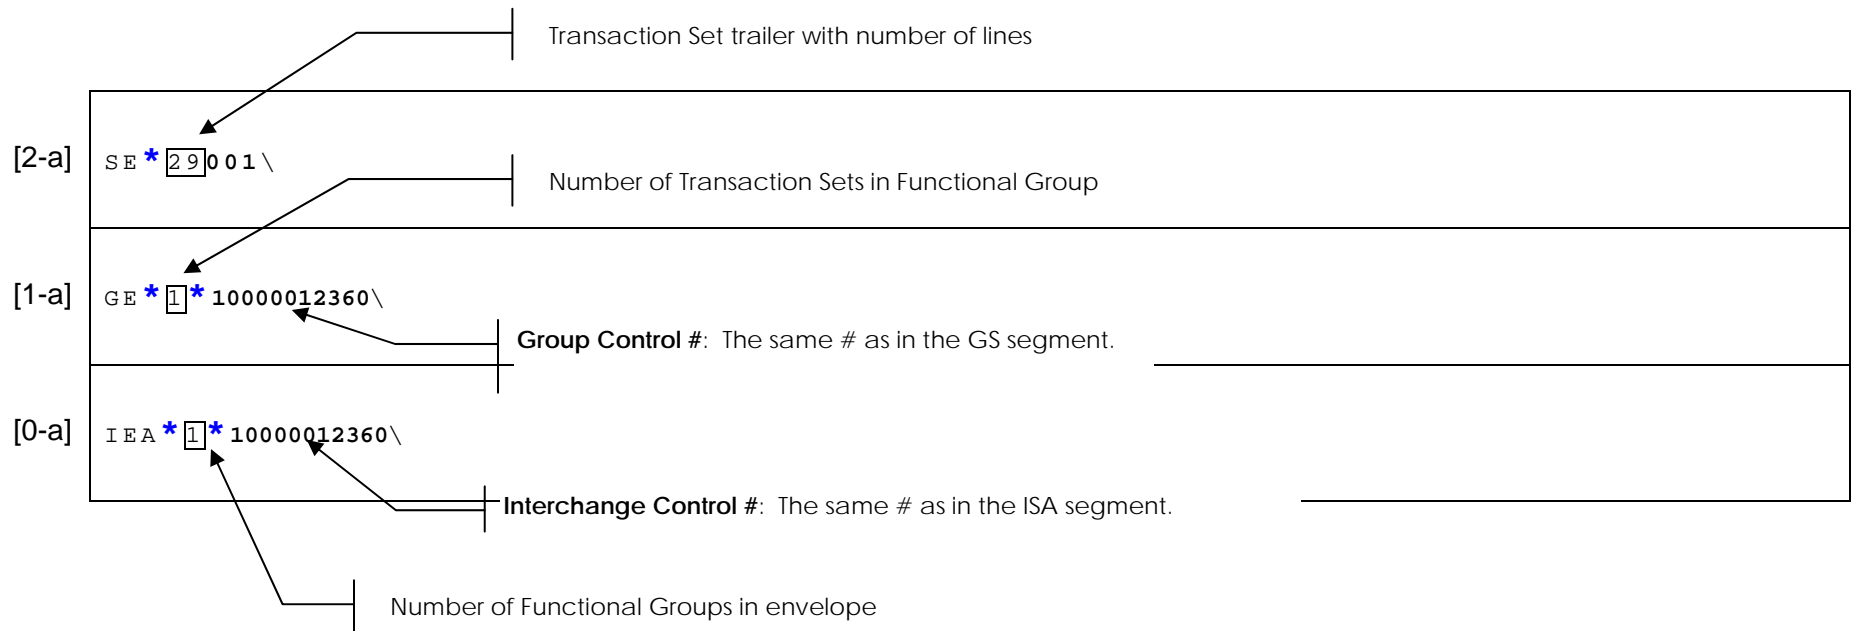 Transaction Set trailer with number of lines
[2-a] SE*29001\
Number of Transaction Sets in Functional Group
[1-a] GE*1*10000012360\
Group Control #: The same # as in the GS segment.
[0-a] IEA*1*10000012360\
Interchange Control #: The same # as in the ISA segment.
Number of Functional Groups in envelope